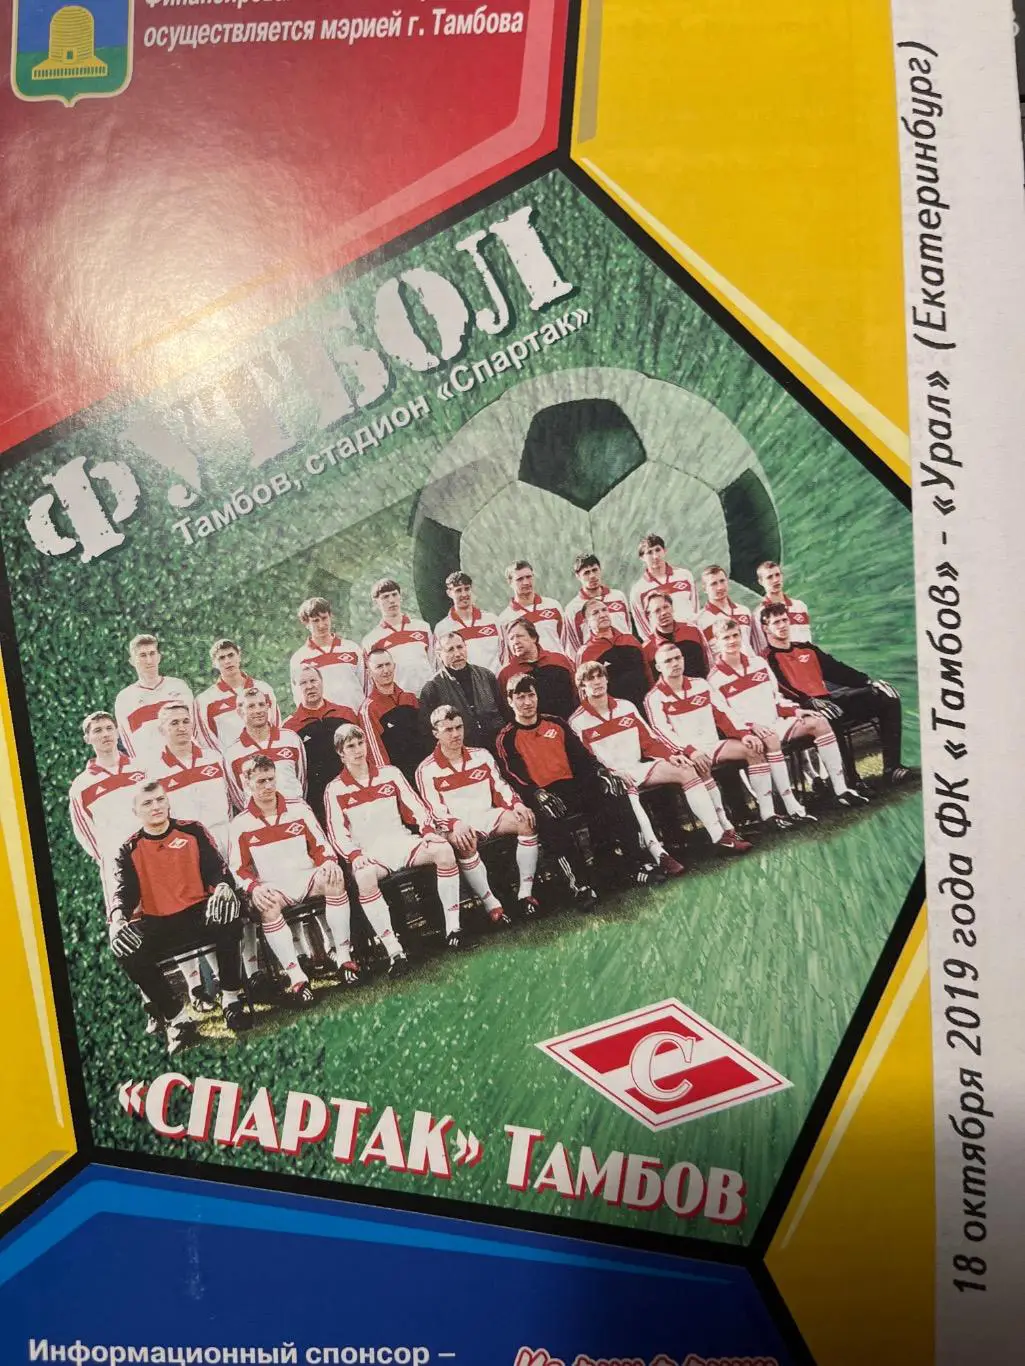 осуществляется мэрией г. Тамбова
ФУТБОЛ
Тамбов, стадион «Спартак»
С
«СПАРТАК» ТАМБОВ
Информационный спонсор –
18 октября 2019 года ФК «Тамбов» - «Урал» (Екатеринбург)